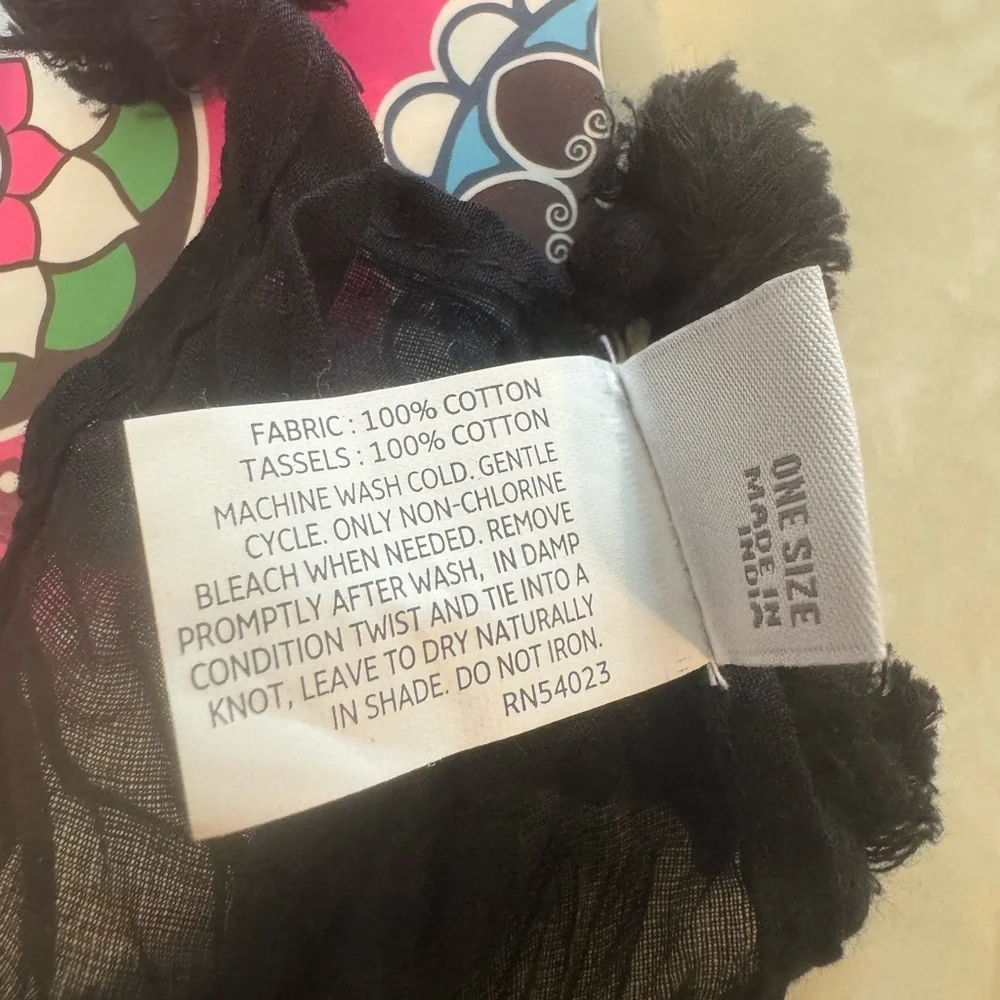 FABRIC : 100% COTTON
TASSELS : 100% COTTON
MACHINE WASH COLD. GENTLE
CYCLE. ONLY NON-CHLORINE
BLEACH WHEN NEEDED. REMOVE
PROMPTLY AFTER WASH, IN DAMP
CONDITION TWIST AND TIE INTO A
KNOT, LEAVE TO DRY NATURALLY
IN SHADE. DO NOT IRON.
RN54023
ONE SIZE
MADE IN
INDIA